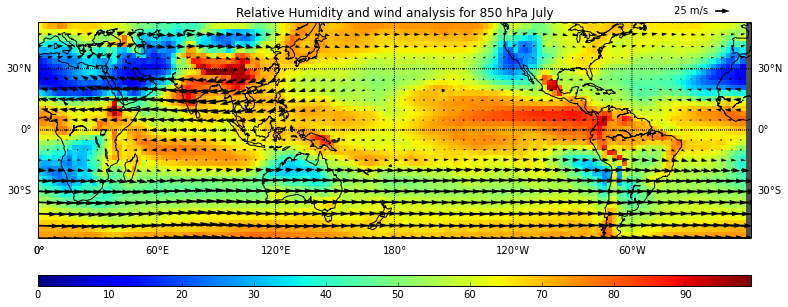 Relative Humidity and wind analysis for 850 hPa July
25 m/s
30°N 30°N
0° 0°
30°S 30°S
0° 60°E 120°E 180° 120°W 60°W
0 10 20 30 40 50 60 70 80 90